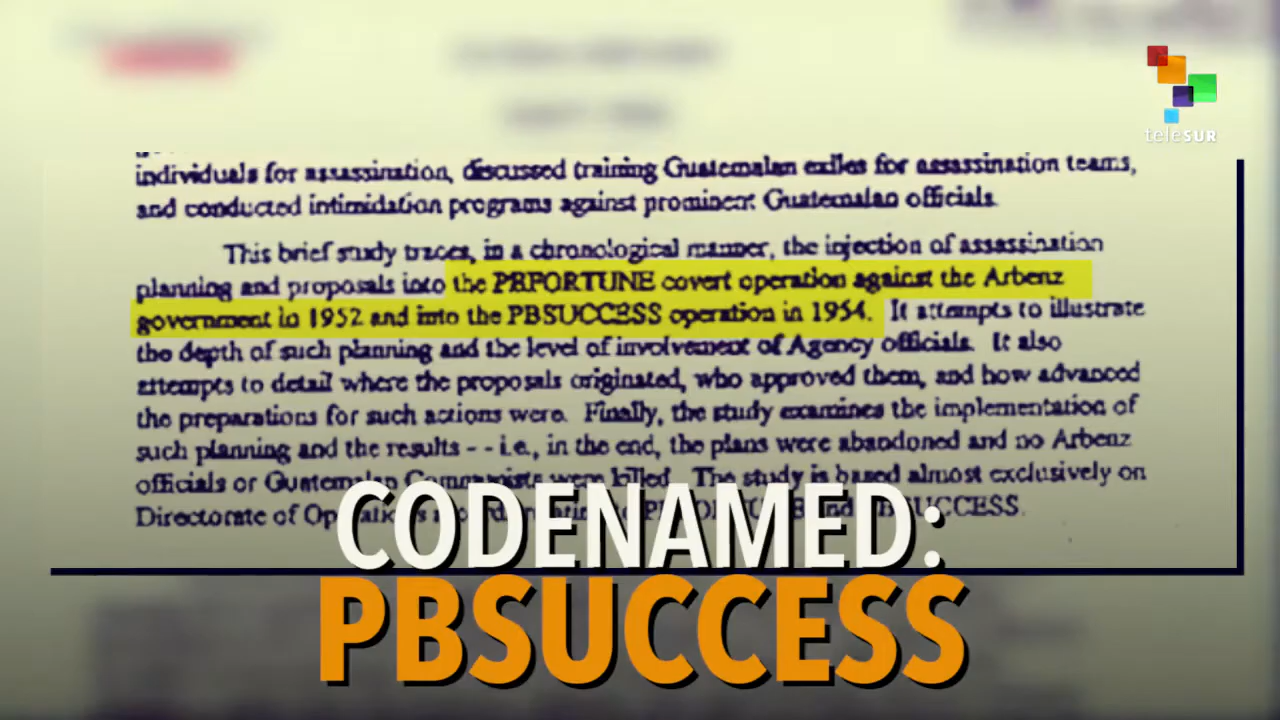 teleSUR
individuals for assassination, discussed training Guatemalan exiles for assassination teams,
and conducted intimidation programs against prominent Guatemalan officials.
This brief study traces, in a chronological manner, the injection of assassination
planning and proposals into the PBFORTUNE covert operation against the Arbenz
government in 1952 and into the PBSUCCESS operation in 1954. It attempts to illustrate
the depth of such planning and the level of involvement of Agency officials. It also
attempts to detail where the proposals originated, who approved them, and how advanced
the preparations for such actions were. Finally, the study examines the implementation of
such planning and the results - - i.e., in the end, the plans were abandoned and no Arbenz
officials or Guatemalan Communists were killed. The study is based almost exclusively on
Directorate of
CODENAMED:
PBSUCCESS